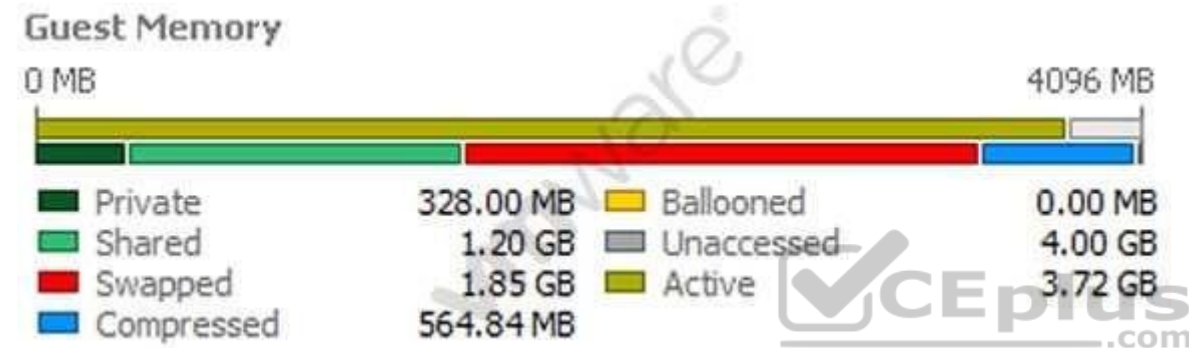 Guest Memory
0 MB 4096 MB
Private 328.00 MB Ballooned 0.00 MB
Shared 1.20 GB Unaccessed 4.00 GB
Swapped 1.85 GB Active 3.72 GB
Compressed 564.84 MB
vmware
CEplus
.com